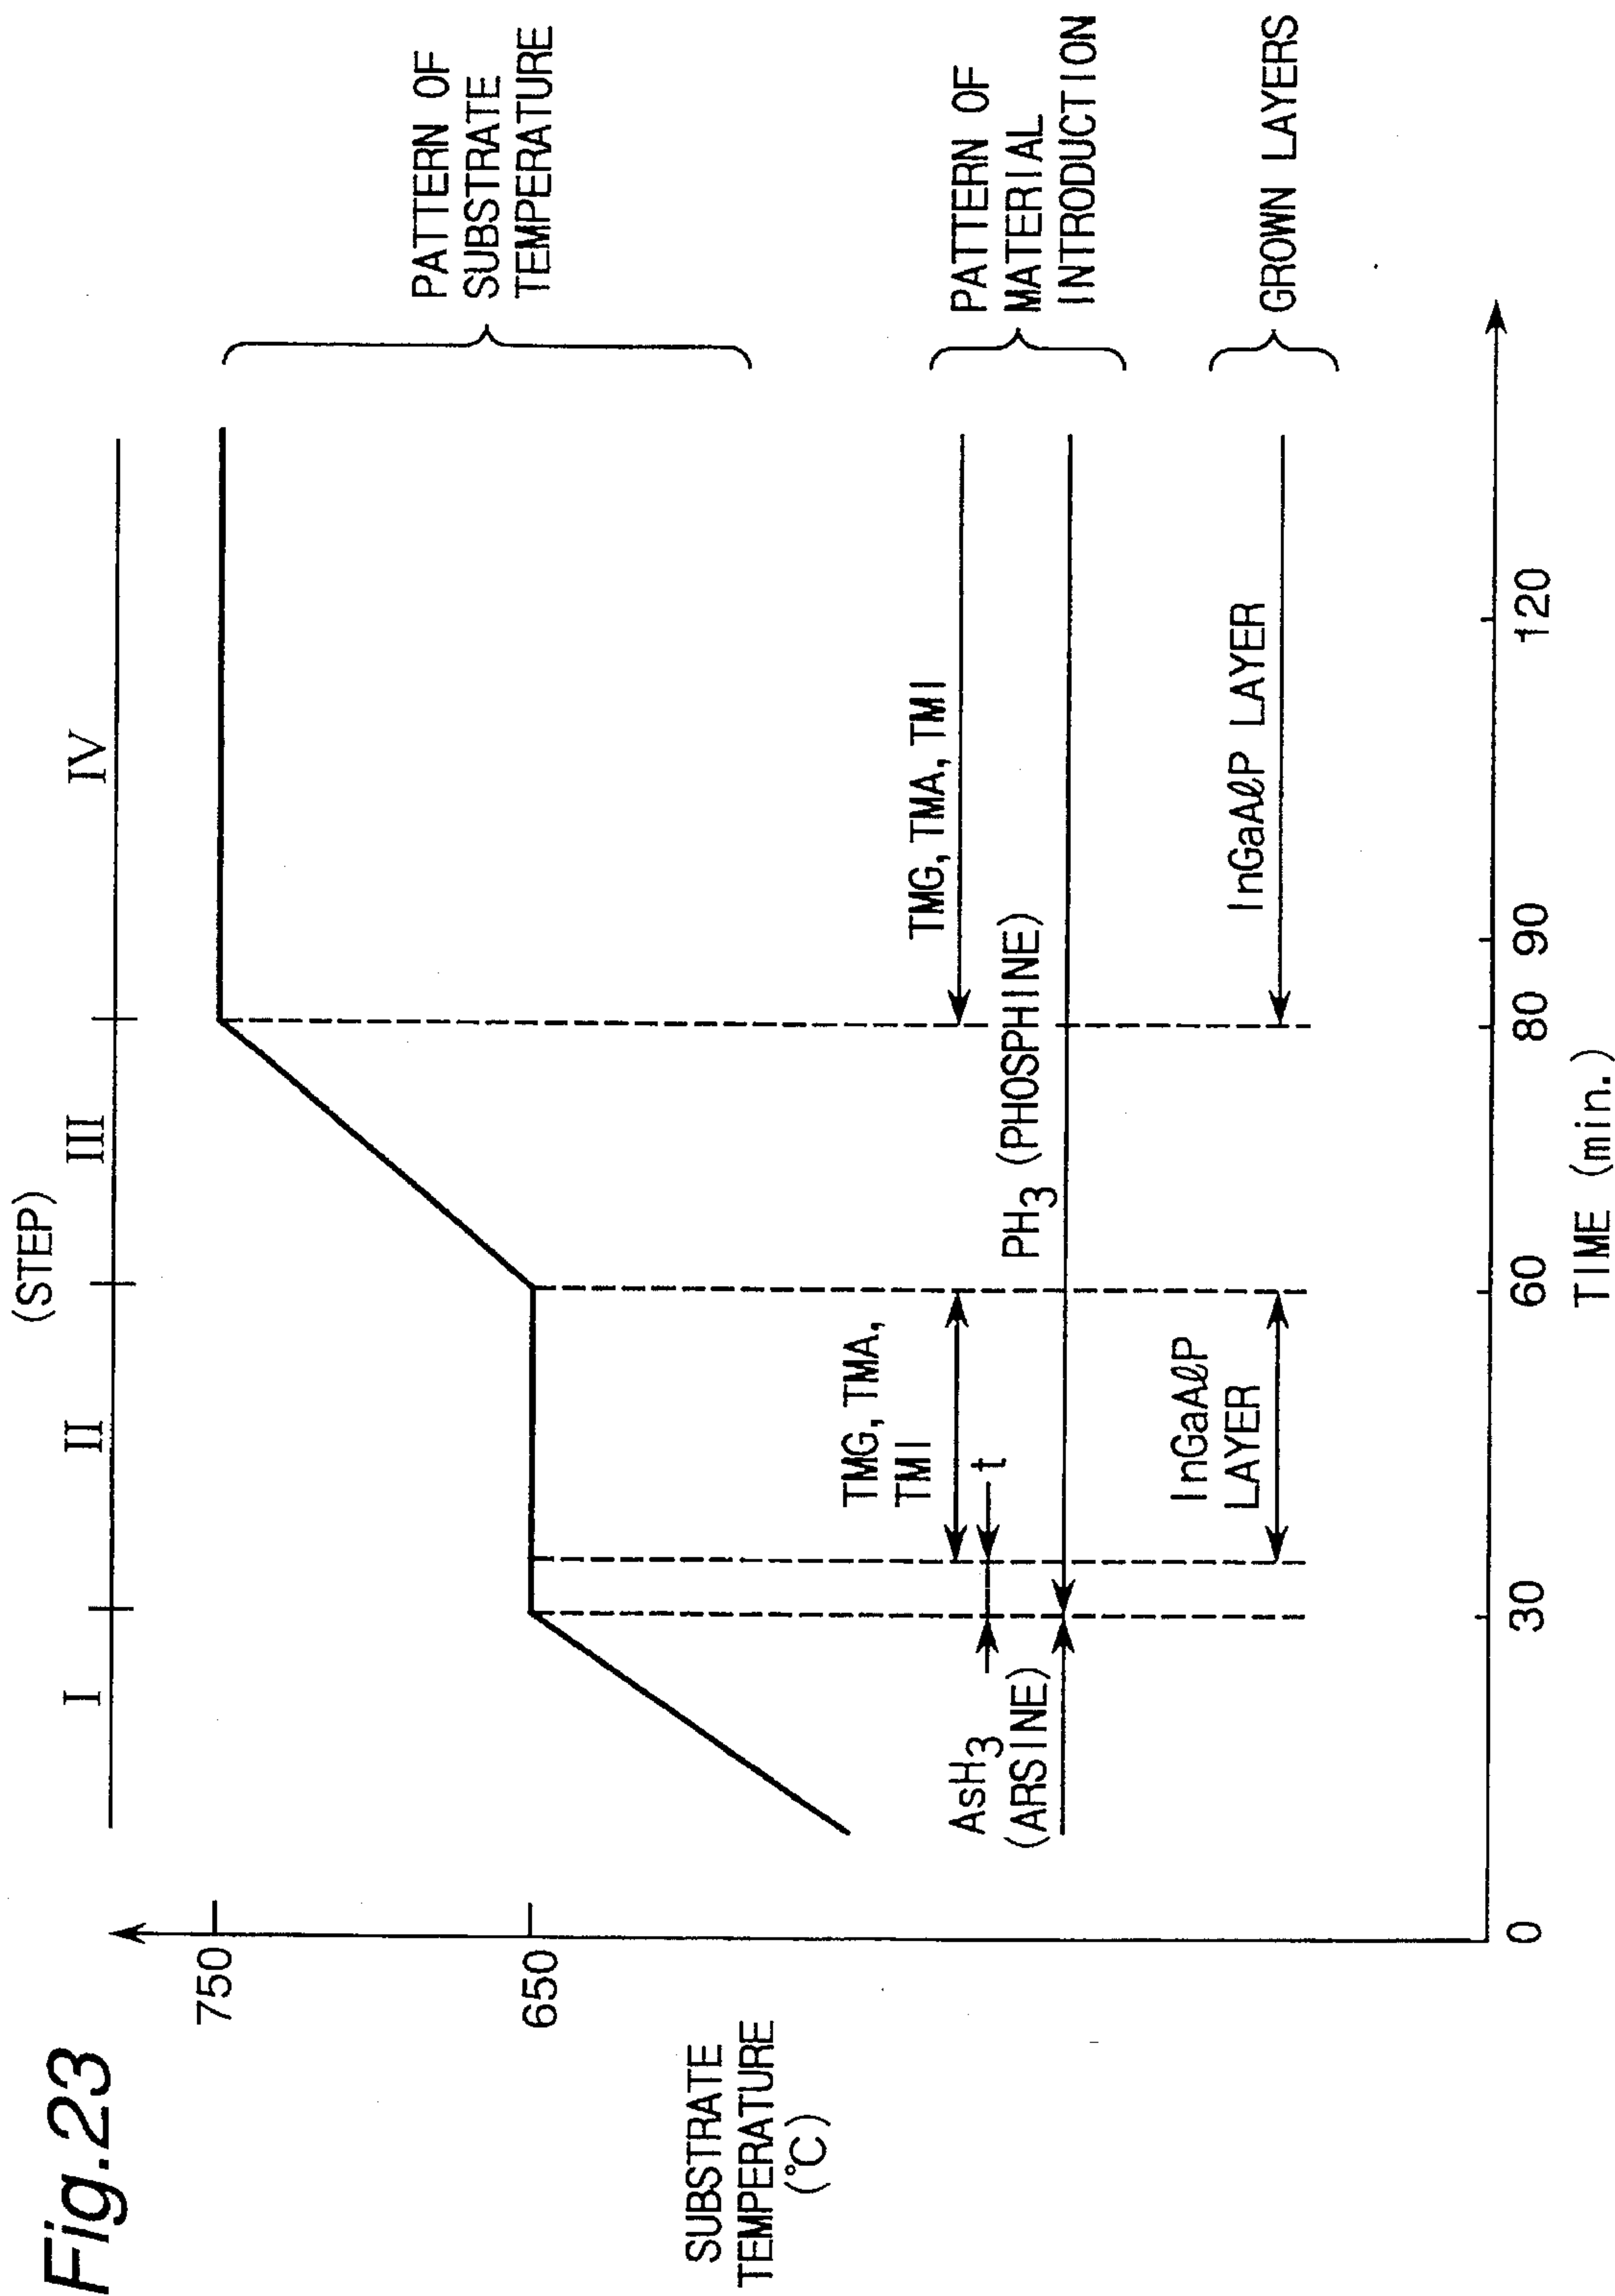 Fig.23
(STEP)
I
II
III
IV
750
650
SUBSTRATE
TEMPERATURE
(°C)
PATTERN OF
SUBSTRATE
TEMPERATURE
AsH3
(ARSINE)
t
TMG, TMA,
TMI
PH3 (PHOSPHINE)
TMG, TMA, TMI
PATTERN OF
MATERIAL
INTRODUCTION
InGaAℓP
LAYER
InGaAℓP LAYER
GROWN LAYERS
0
30
60
80
90
120
TIME (min.)